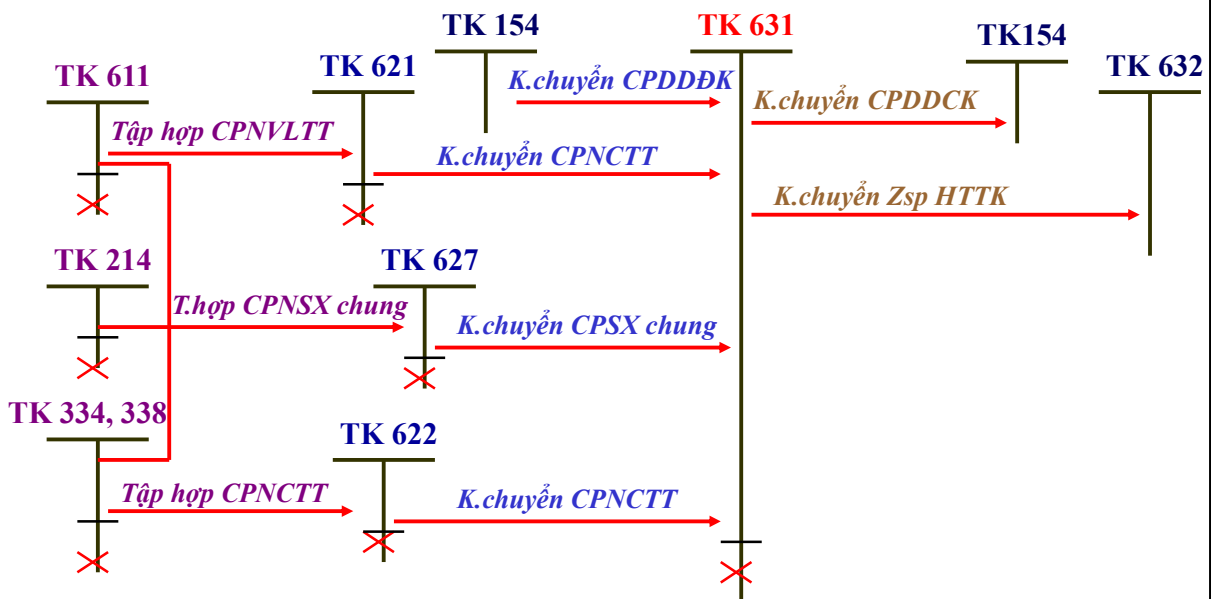 TK 154
TK 631
TK154
TK 611
TK 621
TK 632
K.chuyển CPDDĐK
K.chuyển CPDDCK
Tập hợp CPNVLTT
K.chuyển CPNCTT
K.chuyển Zsp HTTK
TK 214
TK 627
T.hợp CPNSX chung
K.chuyển CPSX chung
TK 334, 338
TK 622
Tập hợp CPNCTT
K.chuyển CPNCTT